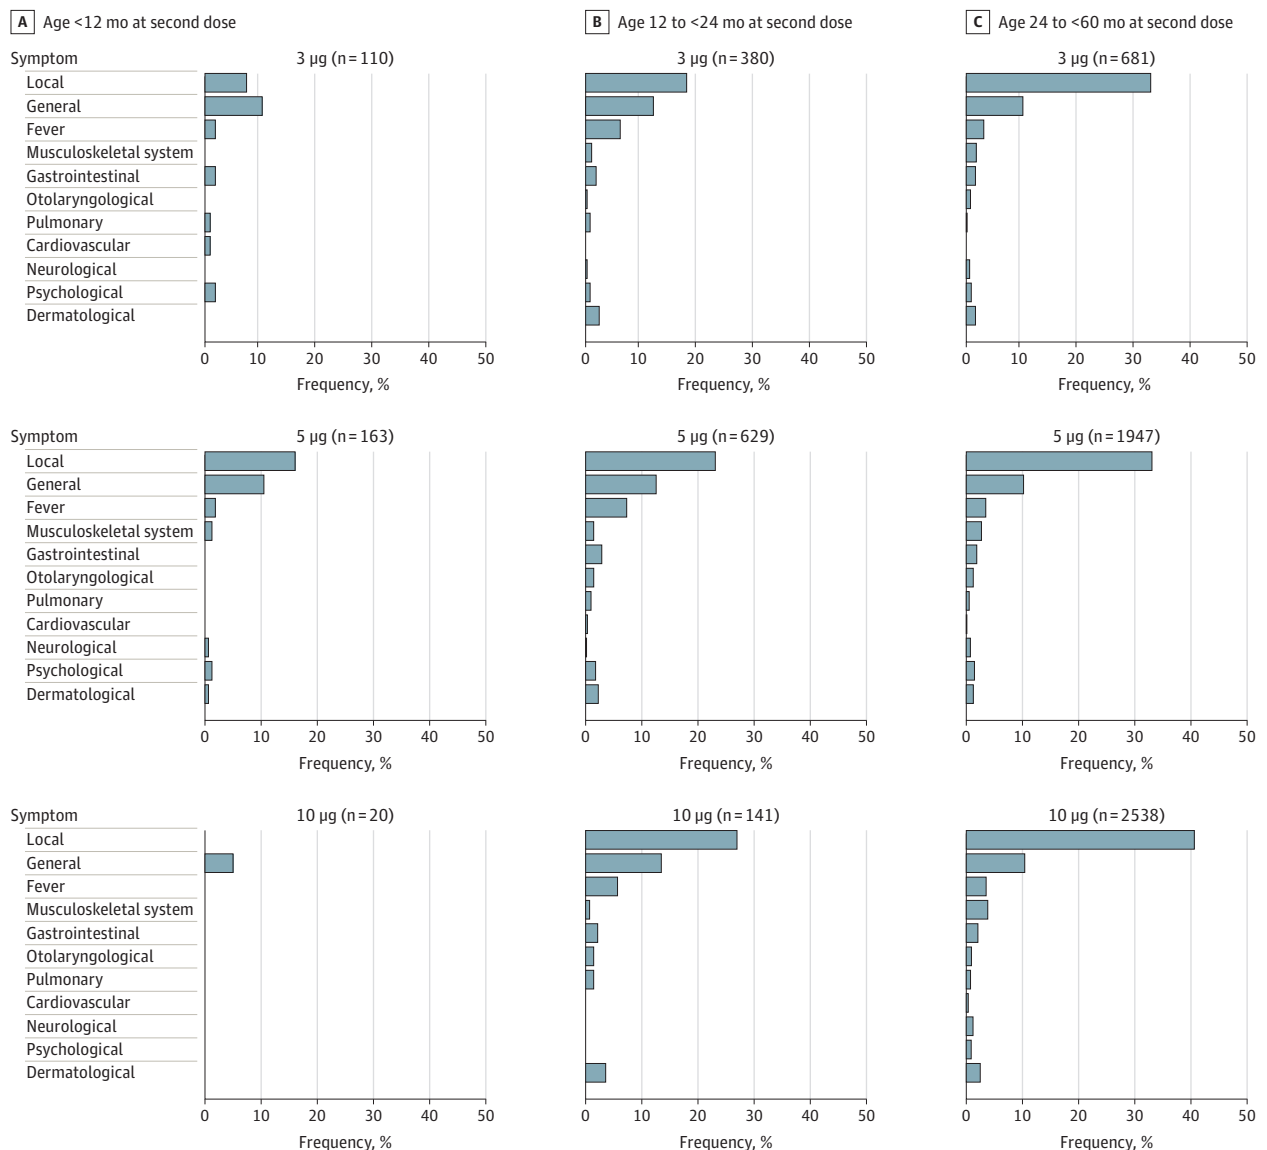 A Age <12 mo at second dose
B Age 12 to <24 mo at second dose
C Age 24 to <60 mo at second dose
Symptom
3 µg (n=110)
3 µg (n=380)
3 µg (n=681)
Local
General
Fever
Musculoskeletal system
Gastrointestinal
Otolaryngological
Pulmonary
Cardiovascular
Neurological
Psychological
Dermatological
0 10 20 30 40 50
0 10 20 30 40 50
0 10 20 30 40 50
Frequency, %
Frequency, %
Frequency, %
Symptom
5 µg (n=163)
5 µg (n=629)
5 µg (n=1947)
Local
General
Fever
Musculoskeletal system
Gastrointestinal
Otolaryngological
Pulmonary
Cardiovascular
Neurological
Psychological
Dermatological
0 10 20 30 40 50
0 10 20 30 40 50
0 10 20 30 40 50
Frequency, %
Frequency, %
Frequency, %
Symptom
10 µg (n=20)
10 µg (n=141)
10 µg (n=2538)
Local
General
Fever
Musculoskeletal system
Gastrointestinal
Otolaryngological
Pulmonary
Cardiovascular
Neurological
Psychological
Dermatological
0 10 20 30 40 50
0 10 20 30 40 50
0 10 20 30 40 50
Frequency, %
Frequency, %
Frequency, %